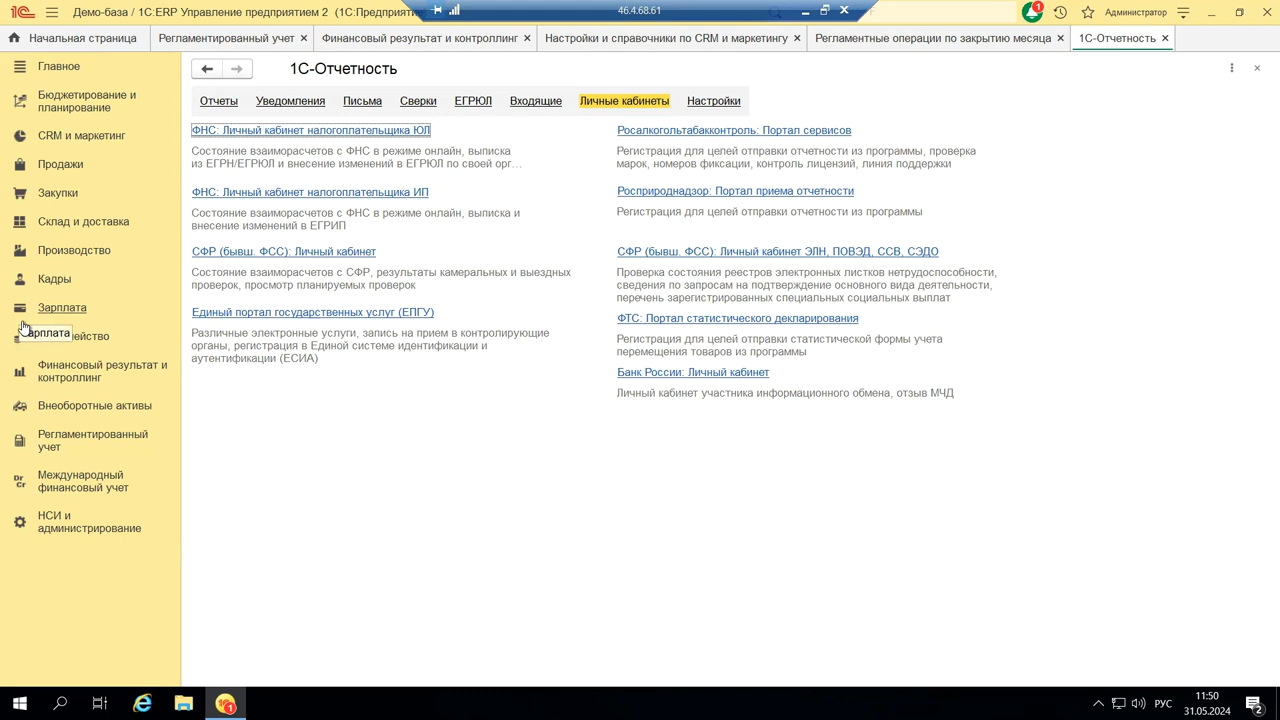 Демо-база / 1С:ERP Управление предприятием 2 (1С:Предприяти
46.4.68.61
1
Администратор
Начальная страница
Регламентированный учет ×
Финансовый результат и контроллинг ×
Настройки и справочники по CRM и маркетингу ×
Регламентные операции по закрытию месяца ×
1С-Отчетность ×
Главное
Бюджетирование и
планирование
CRM и маркетинг
Продажи
Закупки
Склад и доставка
Производство
Кадры
Зарплата
арплата
ейство
Финансовый результат и
контроллинг
Внеоборотные активы
Регламентированный
учет
Dr
Cr
Международный
финансовый учет
НСИ и
администрирование
1С-Отчетность
Отчеты Уведомления Письма Сверки ЕГРЮЛ Входящие Личные кабинеты Настройки
ФНС: Личный кабинет налогоплательщика ЮЛ
Состояние взаиморасчетов с ФНС в режиме онлайн, выписка
из ЕГРН/ЕГРЮЛ и внесение изменений в ЕГРЮЛ по своей орг…
ФНС: Личный кабинет налогоплательщика ИП
Состояние взаиморасчетов с ФНС в режиме онлайн, выписка и
внесение изменений в ЕГРИП
СФР (бывш. ФСС): Личный кабинет
Состояние взаиморасчетов с СФР, результаты камеральных и выездных
проверок, просмотр планируемых проверок
Единый портал государственных услуг (ЕПГУ)
Различные электронные услуги, запись на прием в контролирующие
органы, регистрация в Единой системе идентификации и
аутентификации (ЕСИА)
Росалкогольтабакконтроль: Портал сервисов
Регистрация для целей отправки отчетности из программы, проверка
марок, номеров фиксации, контроль лицензий, линия поддержки
Росприроднадзор: Портал приема отчетности
Регистрация для целей отправки отчетности из программы
СФР (бывш. ФСС): Личный кабинет ЭЛН, ПОВЭД, ССВ, СЭДО
Проверка состояния реестров электронных листков нетрудоспособности,
сведения по запросам на подтверждение основного вида деятельности,
перечень зарегистрированных специальных социальных выплат
ФТС: Портал статистического декларирования
Регистрация для целей отправки статистической формы учета
перемещения товаров из программы
Банк России: Личный кабинет
Личный кабинет участника информационного обмена, отзыв МЧД
1
РУС
11:50
31.05.2024
2